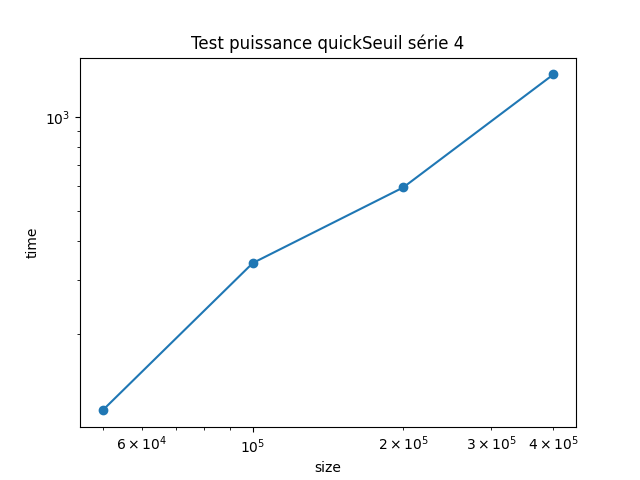 Test puissance quickSeuil série 4
10³
time
6 × 10⁴
10⁵
2 × 10⁵
3 × 10⁵
4 × 10⁵
size